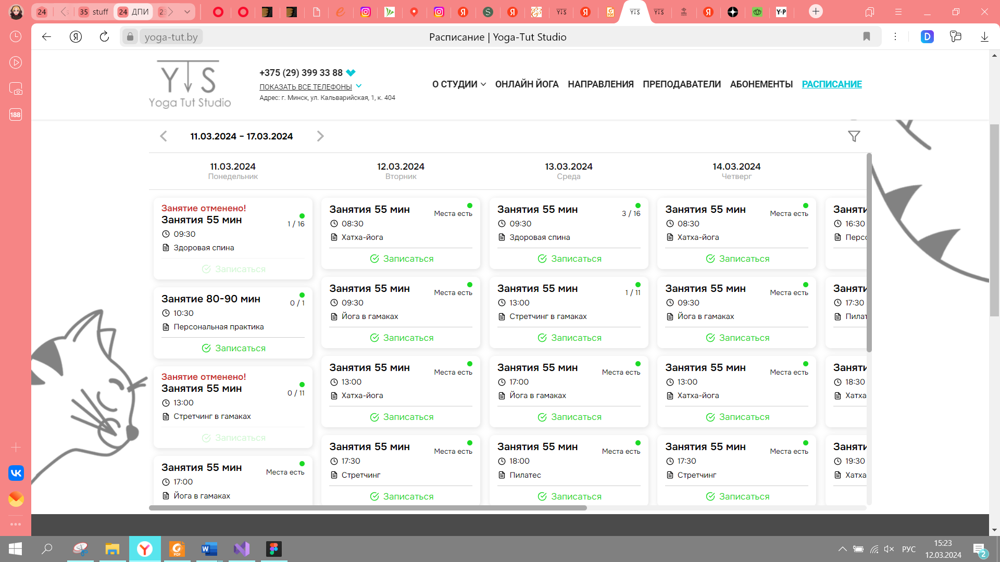 24
35 stuff
24 ДПИ
yoga-tut.by
Расписание | Yoga-Tut Studio
188
YTS
Yoga Tut Studio
+375 (29) 399 33 88
ПОКАЗАТЬ ВСЕ ТЕЛЕФОНЫ
Адрес: г. Минск, ул. Кальварийская, 1, к. 404
О СТУДИИ
ОНЛАЙН ЙОГА
НАПРАВЛЕНИЯ
ПРЕПОДАВАТЕЛИ
АБОНЕМЕНТЫ
РАСПИСАНИЕ
11.03.2024 – 17.03.2024
11.03.2024
Понедельник
12.03.2024
Вторник
13.03.2024
Среда
14.03.2024
Четверг
Занятие отменено!
Занятия 55 мин
1 / 16
09:30
Здоровая спина
Записаться
Занятие 80-90 мин
0 / 1
10:30
Персональная практика
Записаться
Занятие отменено!
Занятия 55 мин
0 / 11
13:00
Стретчинг в гамаках
Записаться
Занятия 55 мин
Места есть
17:00
Йога в гамаках
Занятия 55 мин
Места есть
08:30
Хатха-йога
Записаться
Занятия 55 мин
Места есть
09:30
Йога в гамаках
Записаться
Занятия 55 мин
Места есть
13:00
Хатха-йога
Записаться
Занятия 55 мин
Места есть
17:30
Стретчинг
Записаться
Занятия 55 мин
3 / 16
09:30
Здоровая спина
Записаться
Занятия 55 мин
1 / 11
13:00
Стретчинг в гамаках
Записаться
Занятия 55 мин
Места есть
17:00
Йога в гамаках
Записаться
Занятия 55 мин
Места есть
18:00
Пилатес
Записаться
Занятия 55 мин
Места есть
08:30
Хатха-йога
Записаться
Занятия 55 мин
Места есть
09:30
Йога в гамаках
Записаться
Занятия 55 мин
Места есть
13:00
Хатха-йога
Записаться
Занятия 55 мин
Места есть
17:30
Стретчинг
Записаться
Заняти
16:30
Персо
Заняти
17:30
Пилат
Заняти
18:30
Хатха
Заняти
19:30
Хатха
РУС
15:23
12.03.2024
2